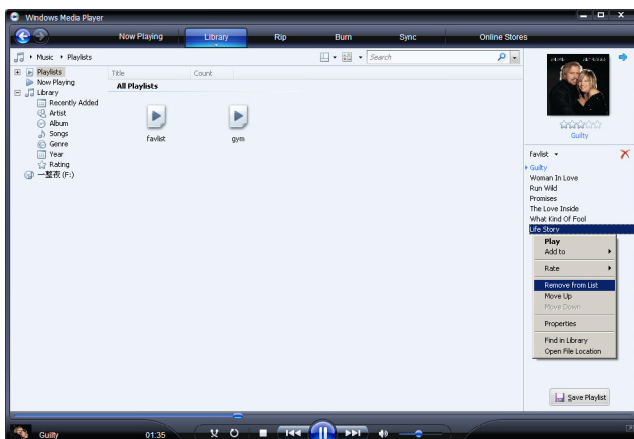 Windows Media Player
Now Playing Library Rip Burn Sync Online Stores
Music Playlists
Search
Playlists
Now Playing
Library
Recently Added
Artist
Album
Songs
Genre
Year
Rating
一整夜 (F:)
Title Count
All Playlists
favlist gym
Guilty
favlist
Guilty
Woman In Love
Run Wild
Promises
The Love Inside
What Kind Of Fool
Life Story
Play
Add to
Rate
Remove from List
Move Up
Move Down
Properties
Find in Library
Open File Location
Save Playlist
Guilty 01:35